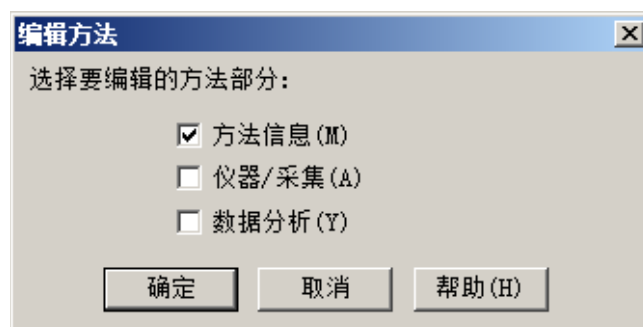 编辑方法
选择要编辑的方法部分:
方法信息(M)
仪器/采集(A)
数据分析(Y)
确定 取消 帮助(H)